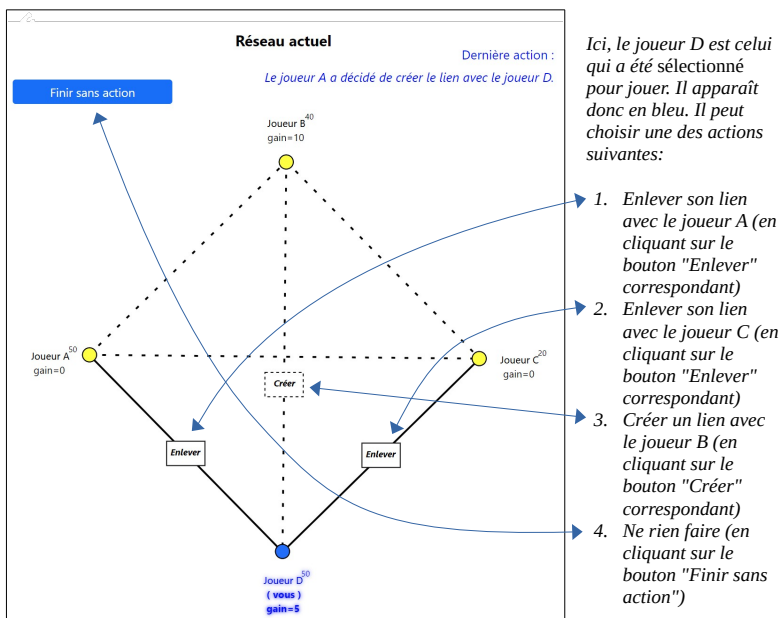 Réseau actuel
Dernière action :
Le joueur A a décidé de créer le lien avec le joueur D.
Finir sans action
Joueur B 40
gain=10
Joueur A 50
gain=0
Joueur C 20
gain=0
Créer
Enlever
Enlever
Joueur D 50
( vous )
gain=5
Ici, le joueur D est celui
qui a été sélectionné
pour jouer. Il apparaît
donc en bleu. Il peut
choisir une des actions
suivantes:
1. Enlever son lien
avec le joueur A (en
cliquant sur le
bouton "Enlever"
correspondant)
2. Enlever son lien
avec le joueur C (en
cliquant sur le
bouton "Enlever"
correspondant)
3. Créer un lien avec
le joueur B (en
cliquant sur le
bouton "Créer"
correspondant)
4. Ne rien faire (en
cliquant sur le
bouton "Finir sans
action")